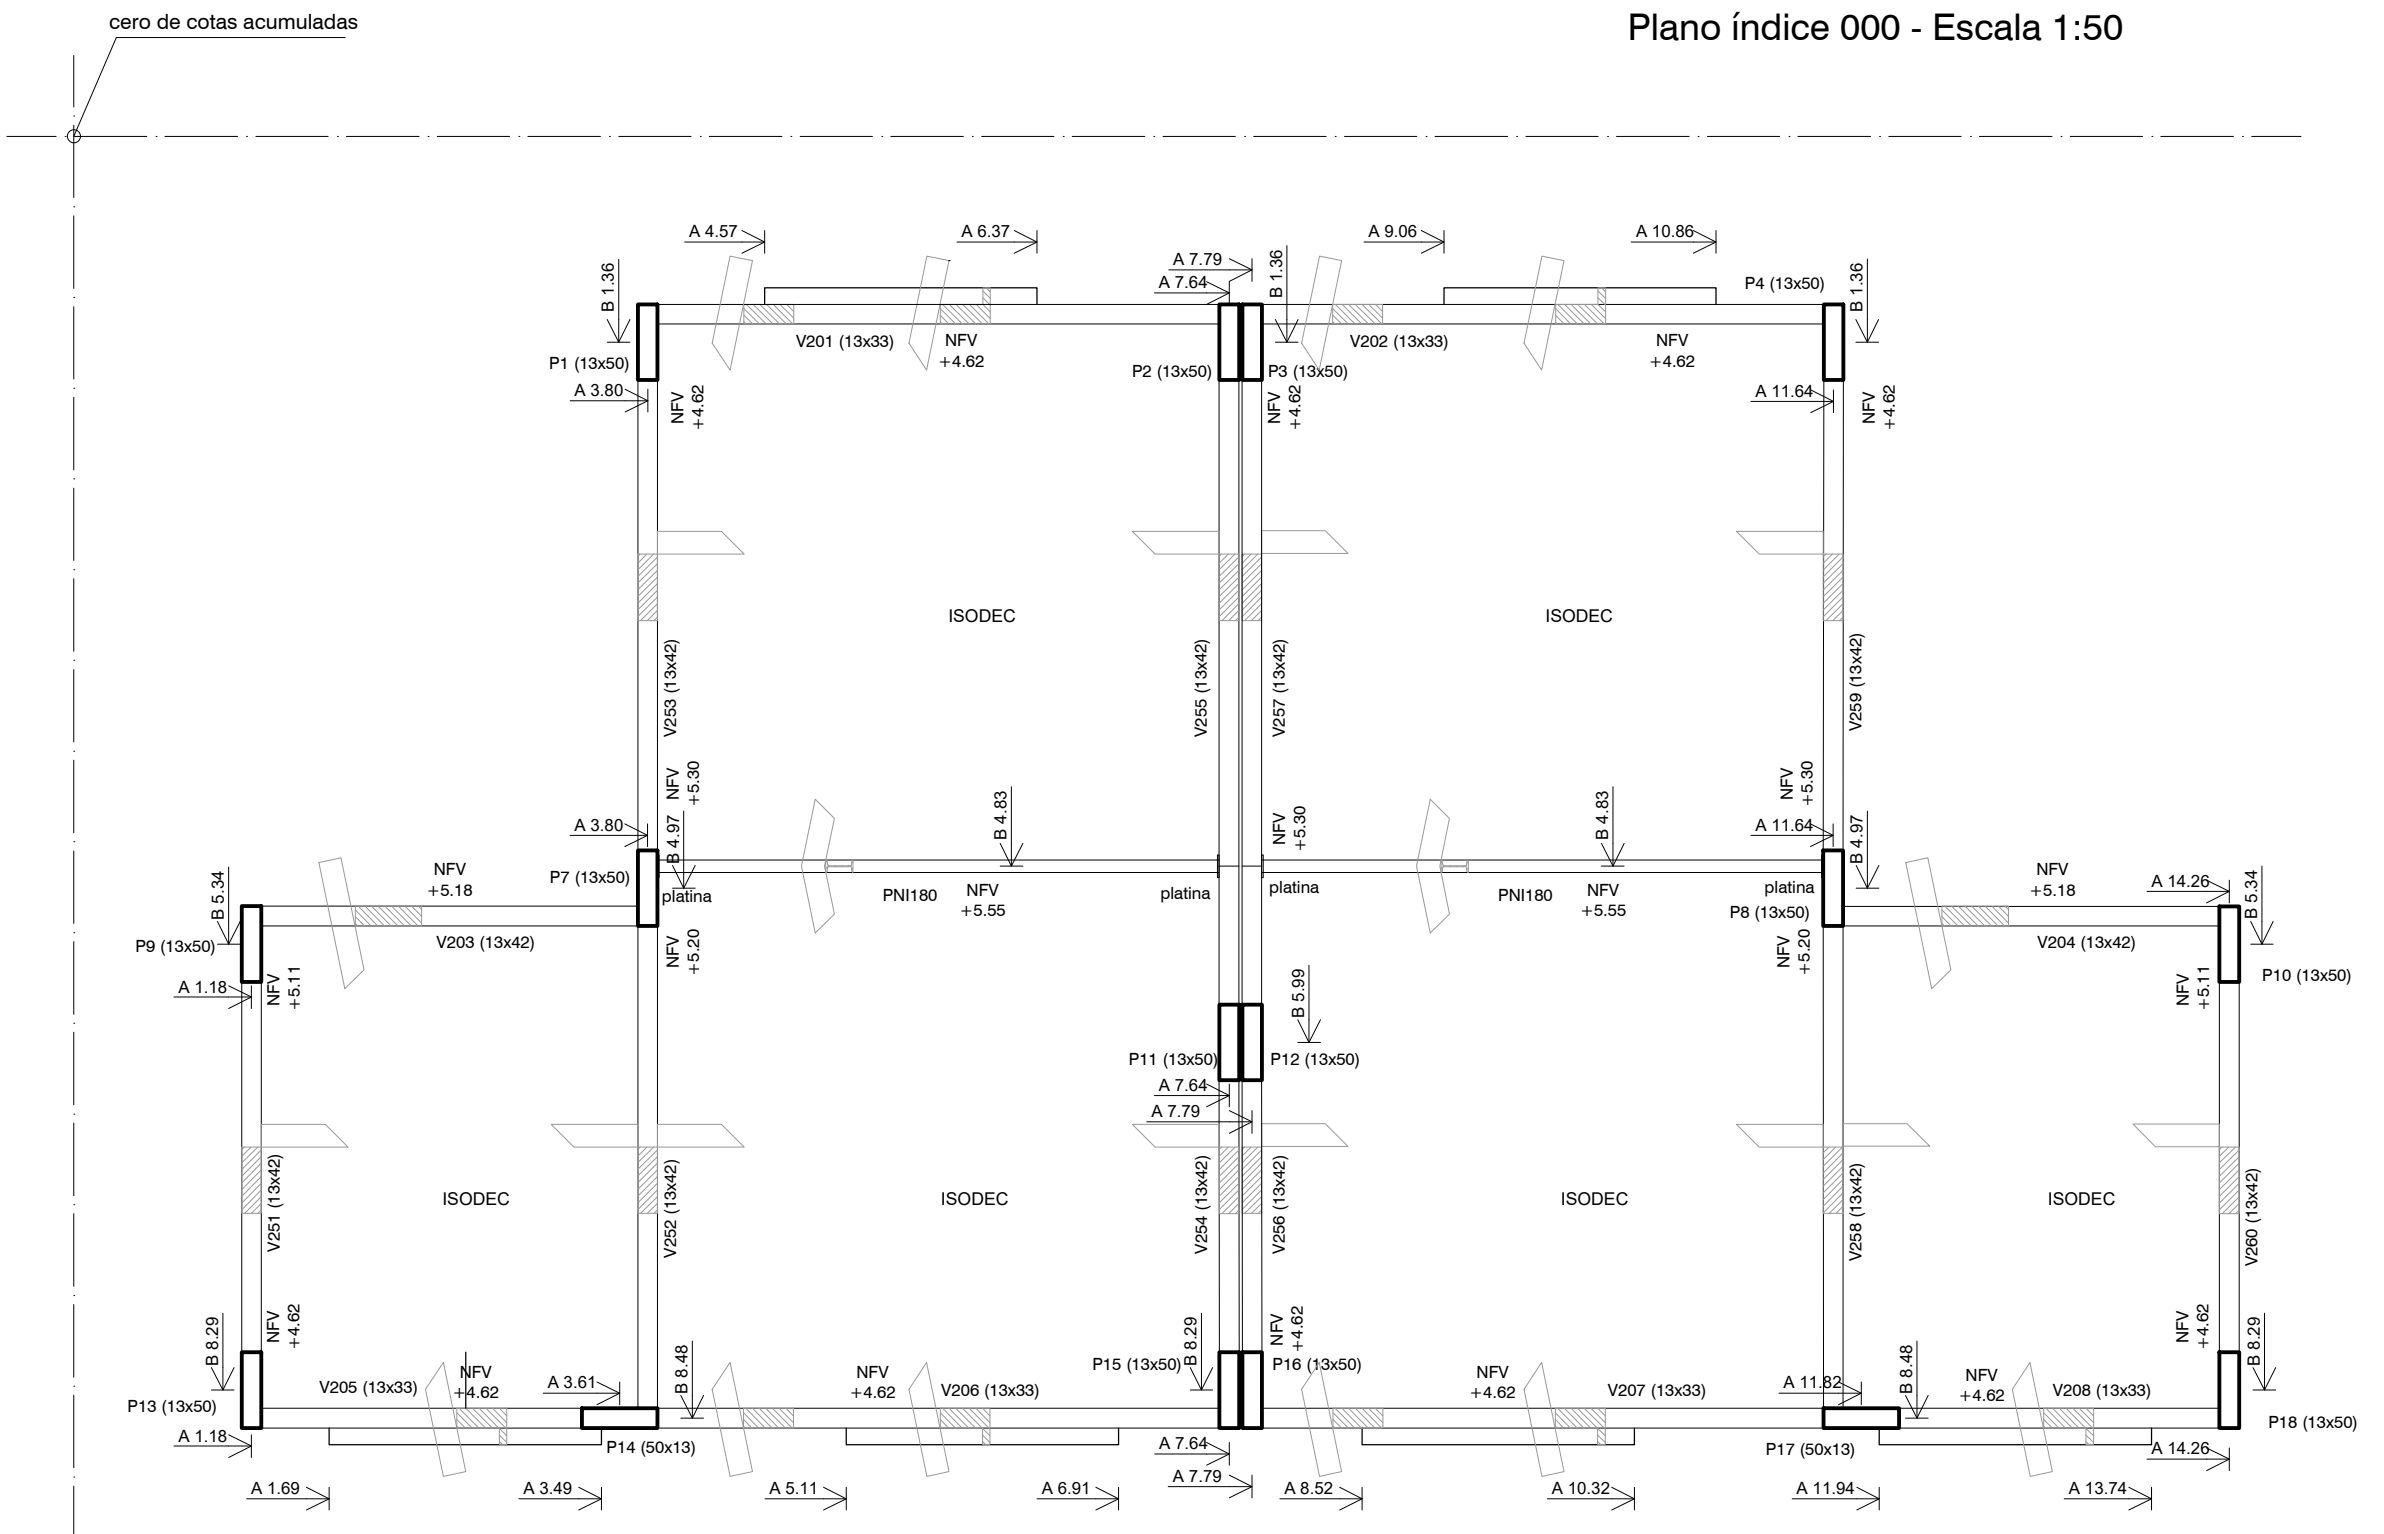 cero de cotas acumuladas
Plano índice 000 - Escala 1:50
A 4.57
A 6.37
A 9.06
A 10.86
A 7.79
A 7.64
B 1.36
B 1.36
P4 (13x50)
B 1.36
V201 (13x33)
NFV
+4.62
V202 (13x33)
NFV
+4.62
P1 (13x50)
P2 (13x50)
P3 (13x50)
A 3.80
A 11.64
NFV
+4.62
NFV
+4.62
NFV
+4.62
ISODEC
ISODEC
V253 (13x42)
V255 (13x42)
V257 (13x42)
V259 (13x42)
NFV
+5.30
NFV
+5.30
NFV
+5.30
A 3.80
B 4.97
B 4.83
B 4.83
A 11.64
B 4.97
P7 (13x50)
platina
PNI180
NFV
+5.55
platina
platina
PNI180
NFV
+5.55
platina
P8 (13x50)
NFV
+5.18
NFV
+5.18
A 14.26
B 5.34
B 5.34
P9 (13x50)
V203 (13x42)
NFV
+5.20
NFV
+5.20
V204 (13x42)
P10 (13x50)
A 1.18
NFV
+5.11
NFV
+5.11
B 5.99
P11 (13x50)
P12 (13x50)
A 7.64
A 7.79
V251 (13x42)
ISODEC
V252 (13x42)
ISODEC
V254 (13x42)
V256 (13x42)
ISODEC
V258 (13x42)
ISODEC
V260 (13x42)
NFV
+4.62
NFV
+4.62
NFV
+4.62
B 8.29
B 8.48
B 8.29
B 8.48
B 8.29
P15 (13x50)
P16 (13x50)
V205 (13x33)
NFV
+4.62
A 3.61
NFV
+4.62
V206 (13x33)
NFV
+4.62
V207 (13x33)
A 11.82
NFV
+4.62
V208 (13x33)
P13 (13x50)
P18 (13x50)
A 1.18
P14 (50x13)
A 7.64
P17 (50x13)
A 14.26
A 7.79
A 1.69
A 3.49
A 5.11
A 6.91
A 8.52
A 10.32
A 11.94
A 13.74